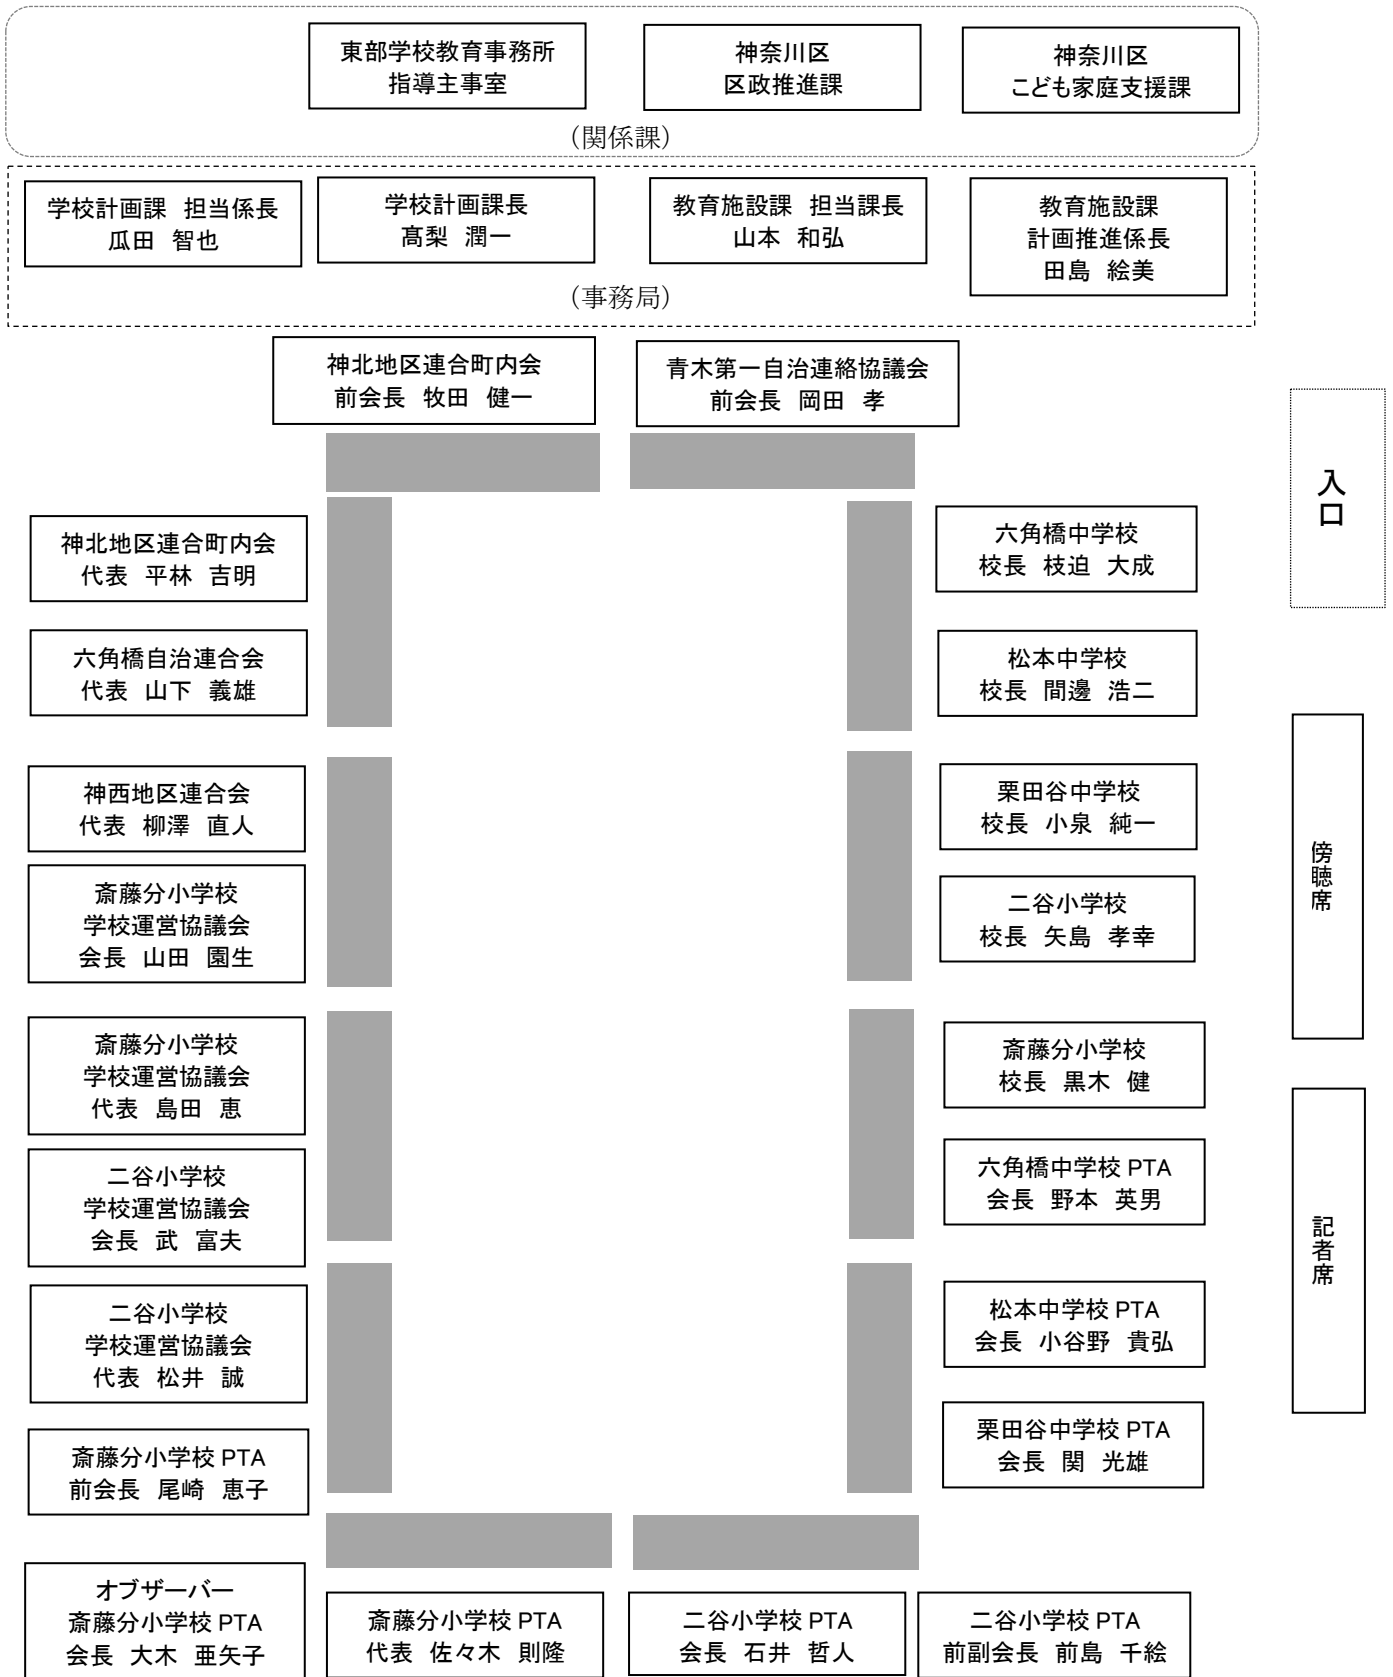 東部学校教育事務所
指導主事室
神奈川区
区政推進課
神奈川区
こども家庭支援課
（関係課）
学校計画課 担当係長
瓜田 智也
学校計画課長
髙梨 潤一
教育施設課 担当課長
山本 和弘
教育施設課
計画推進係長
田島 絵美
（事務局）
神北地区連合町内会
前会長 牧田 健一
青木第一自治連絡協議会
前会長 岡田 孝
入口
神北地区連合町内会
代表 平林 吉明
六角橋自治連合会
代表 山下 義雄
神西地区連合会
代表 柳澤 直人
斎藤分小学校
学校運営協議会
会長 山田 園生
斎藤分小学校
学校運営協議会
代表 島田 恵
二谷小学校
学校運営協議会
会長 武 富夫
二谷小学校
学校運営協議会
代表 松井 誠
斎藤分小学校 PTA
前会長 尾崎 恵子
オブザーバー
斎藤分小学校 PTA
会長 大木 亜矢子
斎藤分小学校 PTA
代表 佐々木 則隆
二谷小学校 PTA
会長 石井 哲人
二谷小学校 PTA
前副会長 前島 千絵
六角橋中学校
校長 枝迫 大成
松本中学校
校長 間邊 浩二
栗田谷中学校
校長 小泉 純一
二谷小学校
校長 矢島 孝幸
斎藤分小学校
校長 黒木 健
六角橋中学校 PTA
会長 野本 英男
松本中学校 PTA
会長 小谷野 貴弘
栗田谷中学校 PTA
会長 関 光雄
傍聴席
記者席